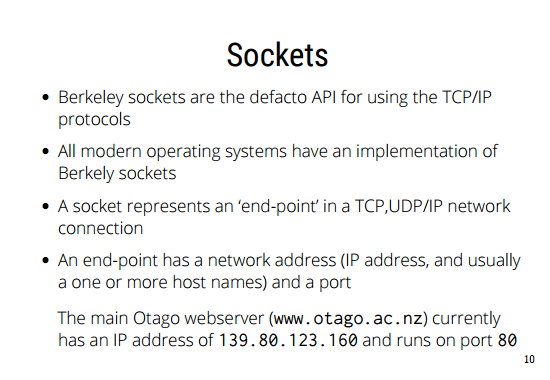 Sockets
• Berkeley sockets are the defacto API for using the TCP/IP
protocols
• All modern operating systems have an implementation of
Berkely sockets
• A socket represents an ‘end-point’ in a TCP,UDP/IP network
connection
• An end-point has a network address (IP address, and usually
a one or more host names) and a port
The main Otago webserver (www.otago.ac.nz) currently
has an IP address of 139.80.123.160 and runs on port 80
10